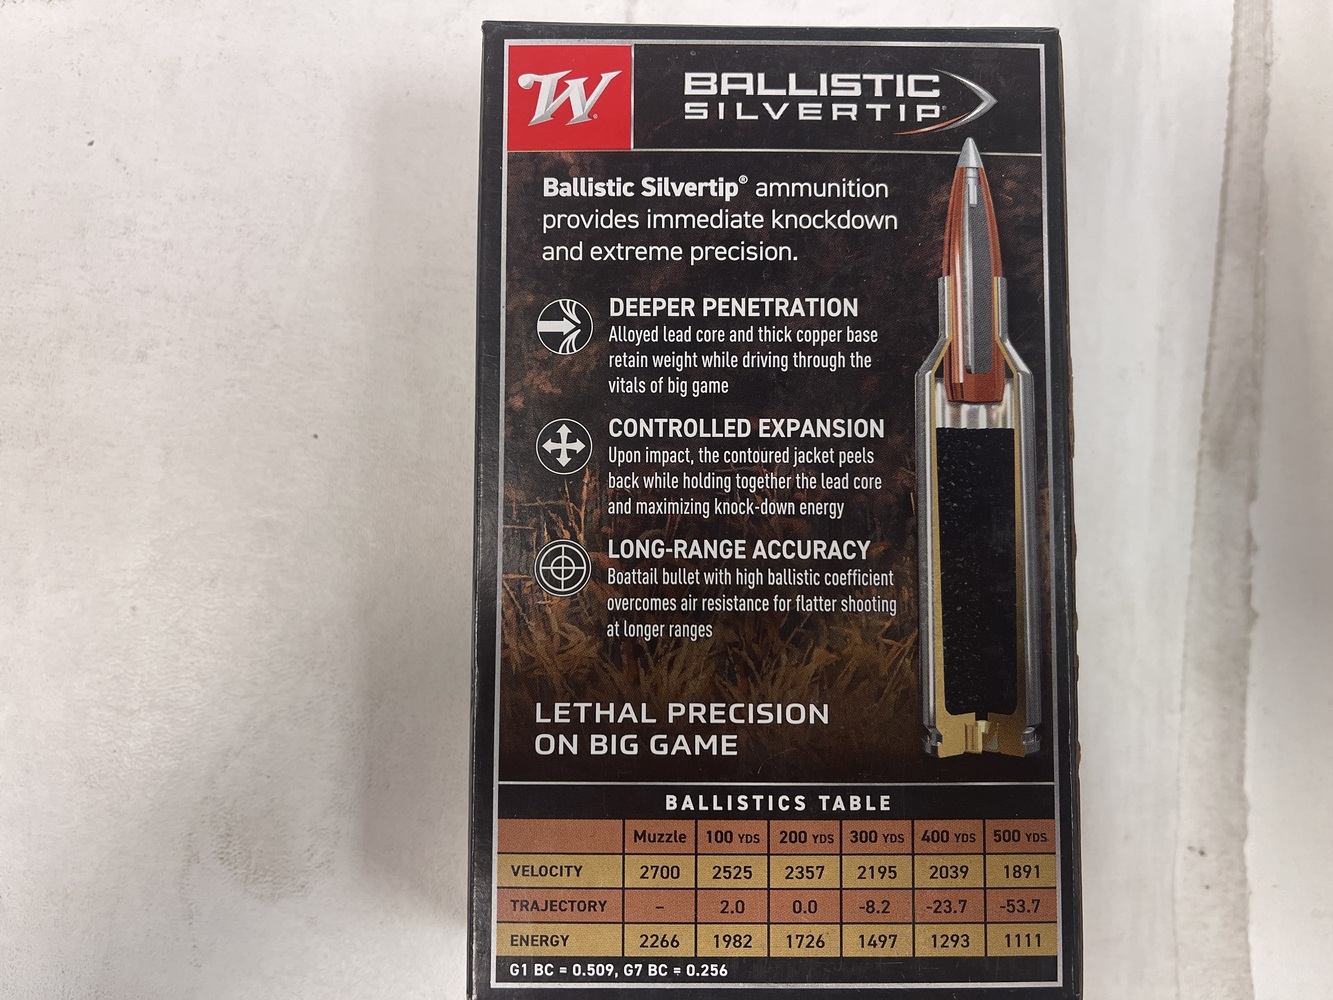 W
BALLISTIC
SILVERTIP®
Ballistic Silvertip® ammunition
provides immediate knockdown
and extreme precision.
DEEPER PENETRATION
Alloyed lead core and thick copper base
retain weight while driving through the
vitals of big game
CONTROLLED EXPANSION
Upon impact, the contoured jacket peels
back while holding together the lead core
and maximizing knock-down energy
LONG-RANGE ACCURACY
Boattail bullet with high ballistic coefficient
overcomes air resistance for flatter shooting
at longer ranges
LETHAL PRECISION
ON BIG GAME
BALLISTICS TABLE
Muzzle 100 YDS 200 YDS 300 YDS 400 YDS 500 YDS
VELOCITY 2700 2525 2357 2195 2039 1891
TRAJECTORY – 2.0 0.0 -8.2 -23.7 -53.7
ENERGY 2266 1982 1726 1497 1293 1111
G1 BC = 0.509, G7 BC = 0.256